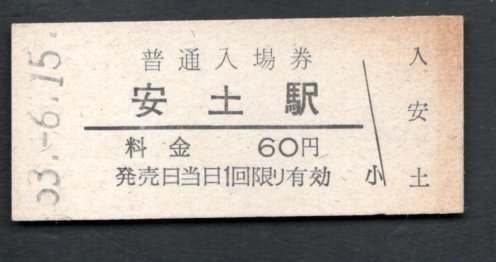 53.-6.15.
普通入場券
安土駅
料金 60円
発売日当日1回限り有効
小
入
安
土